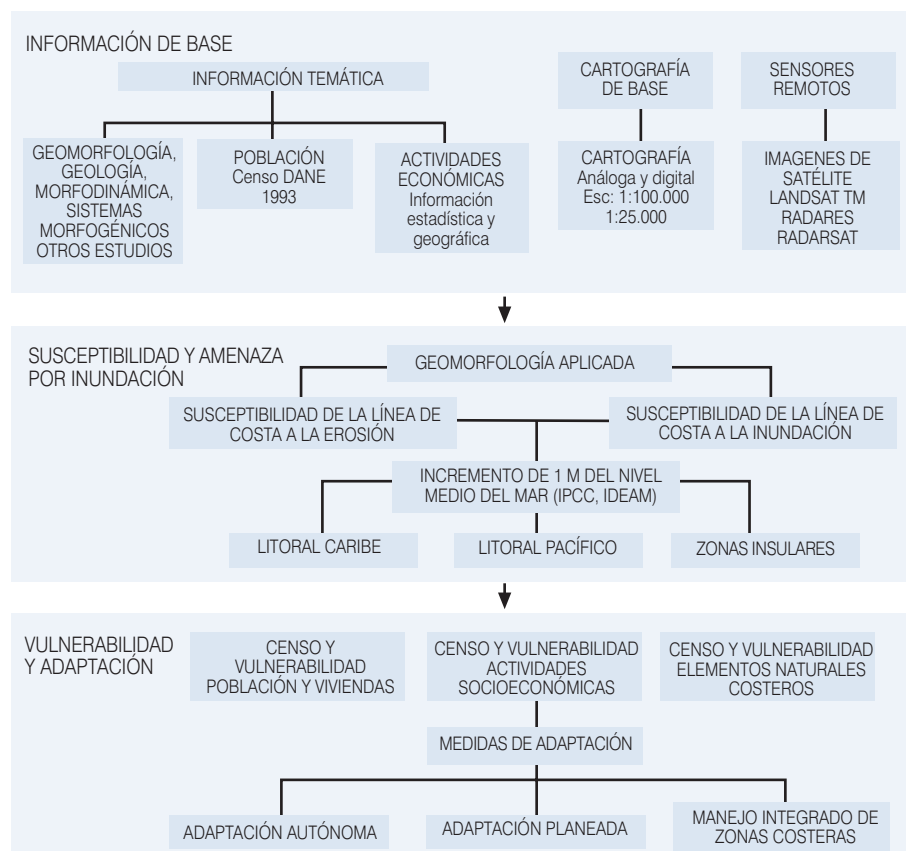 INFORMACIÓN DE BASE
INFORMACIÓN TEMÁTICA
CARTOGRAFÍA
DE BASE
SENSORES
REMOTOS
GEOMORFOLOGÍA,
GEOLOGÍA,
MORFODINÁMICA,
SISTEMAS
MORFOGÉNICOS
OTROS ESTUDIOS
POBLACIÓN
Censo DANE
1993
ACTIVIDADES
ECONÓMICAS
Información
estadística y
geográfica
CARTOGRAFÍA
Análoga y digital
Esc: 1:100.000
1:25.000
IMAGENES DE
SATÉLITE
LANDSAT TM
RADARES
RADARSAT
SUSCEPTIBILIDAD Y AMENAZA
POR INUNDACIÓN
GEOMORFOLOGÍA APLICADA
SUSCEPTIBILIDAD DE LA LÍNEA DE
COSTA A LA EROSIÓN
SUSCEPTIBILIDAD DE LA LÍNEA DE
COSTA A LA INUNDACIÓN
INCREMENTO DE 1 M DEL NIVEL
MEDIO DEL MAR (IPCC, IDEAM)
LITORAL CARIBE
LITORAL PACÍFICO
ZONAS INSULARES
VULNERABILIDAD
Y ADAPTACIÓN
CENSO Y
VULNERABILIDAD
POBLACIÓN Y VIVIENDAS
CENSO Y VULNERABILIDAD
ACTIVIDADES
SOCIOECONÓMICAS
CENSO Y VULNERABILIDAD
ELEMENTOS NATURALES
COSTEROS
MEDIDAS DE ADAPTACIÓN
ADAPTACIÓN AUTÓNOMA
ADAPTACIÓN PLANEADA
MANEJO INTEGRADO DE
ZONAS COSTERAS